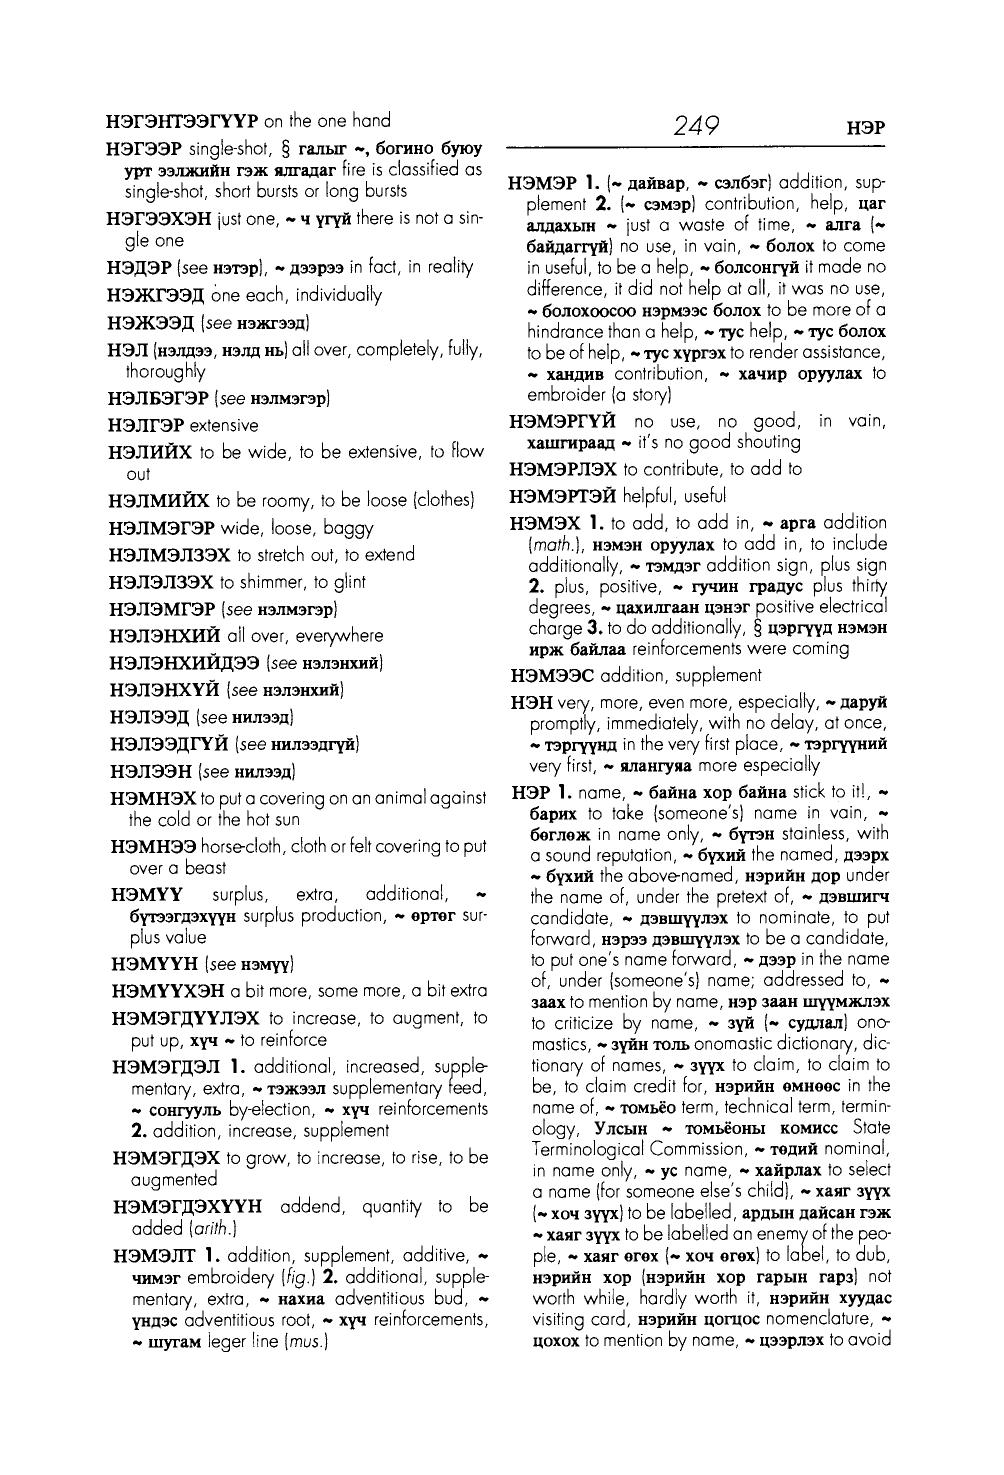 НЭГЭНТЭЭГҮҮР on the one hand
НЭГЭЭР single-shot, § галыг ~, богино буюу
урт ээлжийн гэж ялгадаг fire is classified as
single-shot, short bursts or long bursts
НЭГЭЭХЭН just one, ~ ч үгүй there is not a sin-
gle one
НЭДЭР (see нэтэр), ~ дээрээ in fact, in reality
НЭЖГЭЭД one each, individually
НЭЖЭЭД (see нэжгээд)
НЭЛ (нэлдээ, нэлд нь) all over, completely, fully,
thoroughly
НЭЛБЭГЭР (see нэлмэгэр)
НЭЛГЭР extensive
НЭЛИЙХ to be wide, to be extensive, to flow
out
НЭЛМИЙХ to be roomy, to be loose (clothes)
НЭЛМЭГЭР wide, loose, baggy
НЭЛМЭЛЗЭХ to stretch out, to extend
НЭЛЭЛЗЭХ to shimmer, to glint
НЭЛЭМГЭР (see нэлмэгэр)
НЭЛЭНХИЙ all over, everywhere
НЭЛЭНХИЙДЭЭ (see нэлэнхий)
НЭЛЭНХҮЙ (see нэлэнхий)
НЭЛЭЭД (see нилээд)
НЭЛЭЭДГҮЙ (see нилээдгүй)
НЭЛЭЭН (see нилээд)
НЭМНЭХ to put a covering on an animal against
the cold or the hot sun
НЭМНЭЭ horse-cloth, cloth or felt covering to put
over a beast
НЭМҮҮ surplus, extra, additional, ~
бүтээгдэхүүн surplus production, ~ өртөг sur-
plus value
НЭМҮҮН (see нэмүү)
НЭМҮҮХЭН a bit more, some more, a bit extra
НЭМЭГДҮҮЛЭХ to increase, to augment, to
put up, хүч ~ to reinforce
НЭМЭГДЭЛ 1. additional, increased, supple-
mentary, extra, ~ тэжээл supplementary feed,
~ сонгууль by-election, ~ хүч reinforcements
2. addition, increase, supplement
НЭМЭГДЭХ to grow, to increase, to rise, to be
augmented
НЭМЭГДЭХҮҮН addend, quantity to be
added (arith.)
НЭМЭЛТ 1. addition, supplement, additive, ~
чимэг embroidery (fig.) 2. additional, supple-
mentary, extra, ~ нахиа adventitious bud, ~
үндэс adventitious root, ~ хүч reinforcements,
~ шугам leger line (mus.)
249 НЭР
НЭМЭР 1. (~ дайвар, ~ сэлбэг) addition, sup-
plement 2. (~ сэмэр) contribution, help, цаг
алдахын ~ just a waste of time, ~ алга (~
байдаггүй) no use, in vain, ~ болох to come
in useful, to be a help, ~ болсонгүй it made no
difference, it did not help at all, it was no use,
~ болохоосоо нэрмээс болох to be more of a
hindrance than a help, ~ тус help, ~ тус болох
to be of help, ~ тус хүргэх to render assistance,
~ хандив contribution, ~ хачир оруулах to
embroider (a story)
НЭМЭРГҮЙ no use, no good, in vain,
хашгираад ~ it's no good shouting
НЭМЭРЛЭХ to contribute, to add to
НЭМЭРТЭЙ helpful, useful
НЭМЭХ 1. to add, to add in, ~ арга addition
(math.), нэмэн оруулах to add in, to include
additionally, ~ тэмдэг addition sign, plus sign
2. plus, positive, ~ гучин градус plus thirty
degrees, ~ цахилгаан цэнэг positive electrical
charge 3. to do additionally, § цэргүүд нэмэн
ирж байлаа reinforcements were coming
НЭМЭЭС addition, supplement
НЭН very, more, even more, especially, ~ даруй
promptly, immediately, with no delay, at once,
~ тэргүүнд in the very first place, ~ тэргүүний
very first, ~ ялангуяа more especially
НЭР 1. name, ~ байна хор байна stick to it!, ~
барих to take (someone's) name in vain, ~
бөглөж in name only, ~ бүтэн stainless, with
a sound reputation, ~ бүхий the named, дээрх
~ бүхий the above-named, нэрийн дор under
the name of, under the pretext of, ~ дэвшигч
candidate, ~ дэвшүүлэх to nominate, to put
forward, нэрээ дэвшүүлэх to be a candidate,
to put one's name forward, ~ дээр in the name
of, under (someone's) name; addressed to, ~
заах to mention by name, нэр заан шүүмжлэх
to criticize by name, ~ зүй (~ судлал) ono-
mastics, ~ зүйн толь onomastic dictionary, dic-
tionary of names, ~ зүүх to claim, to claim to
be, to claim credit for, нэрийн өмнөөс in the
name of, ~ томьёо term, technical term, termin-
ology, Улсын ~ томьёоны комисс State
Terminological Commission, ~ төдий nominal,
in name only, ~ ус name, ~ хайрлах to select
a name (for someone else's child), ~ хаяг зүүх
(~ хоч зүүх) to be labelled, ардын дайсан гэж
~ хаяг зүүх to be labelled an enemy of the peo-
ple, ~ хаяг өгөх (~ хоч өгөх) to label, to dub,
нэрийн хор (нэрийн хор гарын гарз) not
worth while, hardly worth it, нэрийн хуудас
visiting card, нэрийн цогцос nomenclature, ~
цохох to mention by name, ~ цээрлэх to avoid